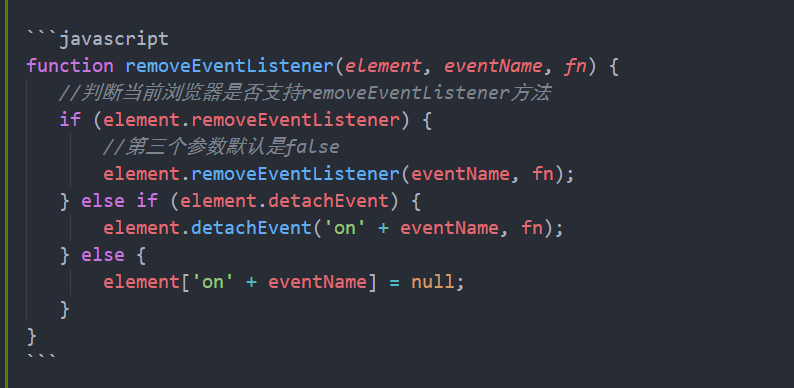 ```javascript
function removeEventListener(element, eventName, fn) {
    //判断当前浏览器是否支持removeEventListener方法
    if (element.removeEventListener) {
        //第三个参数默认是false
        element.removeEventListener(eventName, fn);
    } else if (element.detachEvent) {
        element.detachEvent('on' + eventName, fn);
    } else {
        element['on' + eventName] = null;
    }
}
```